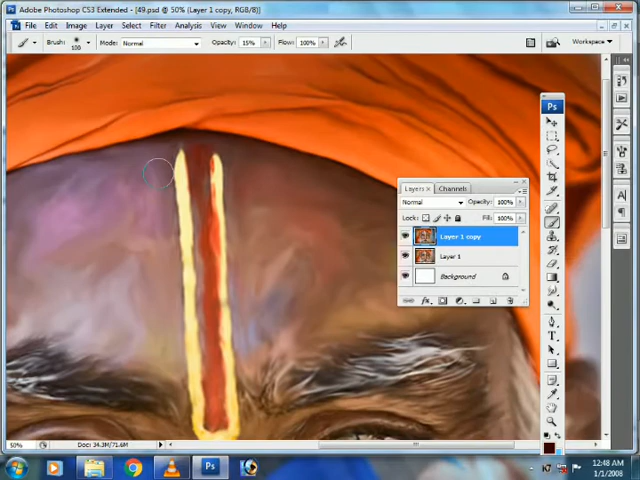 Adobe Photoshop CS3 Extended - [49.psd @ 50% (Layer 1 copy, RGB/8)]
File Edit Image Layer Select Filter Analysis View Window Help
Brush: 100 Mode: Normal Opacity: 15% Flow: 100%
Ps
Layers × Channels
Normal Opacity: 100%
Lock: Fill: 100%
Layer 1 copy
Layer 1
Background
50% Doc: 34.3M/71.6M
12:48 AM
1/1/2008